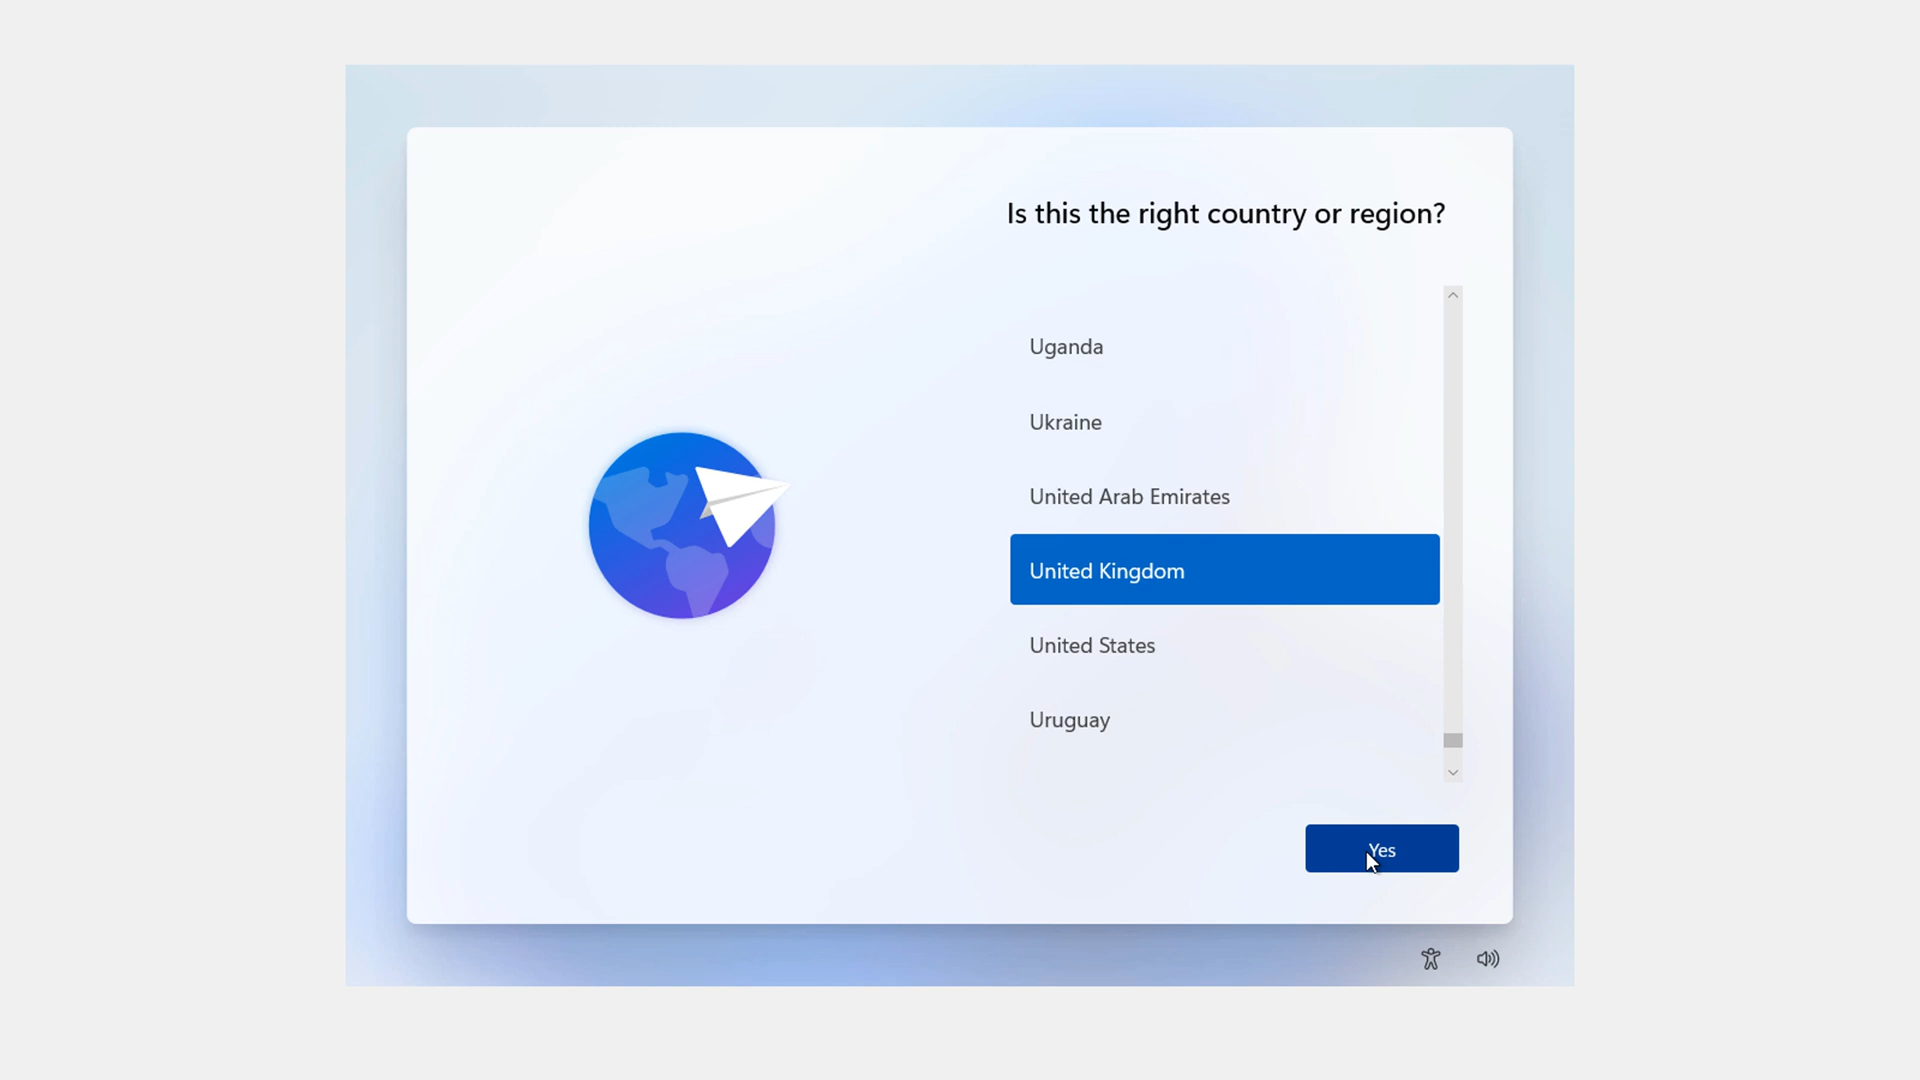 Is this the right country or region?
Uganda
Ukraine
United Arab Emirates
United Kingdom
United States
Uruguay
Yes